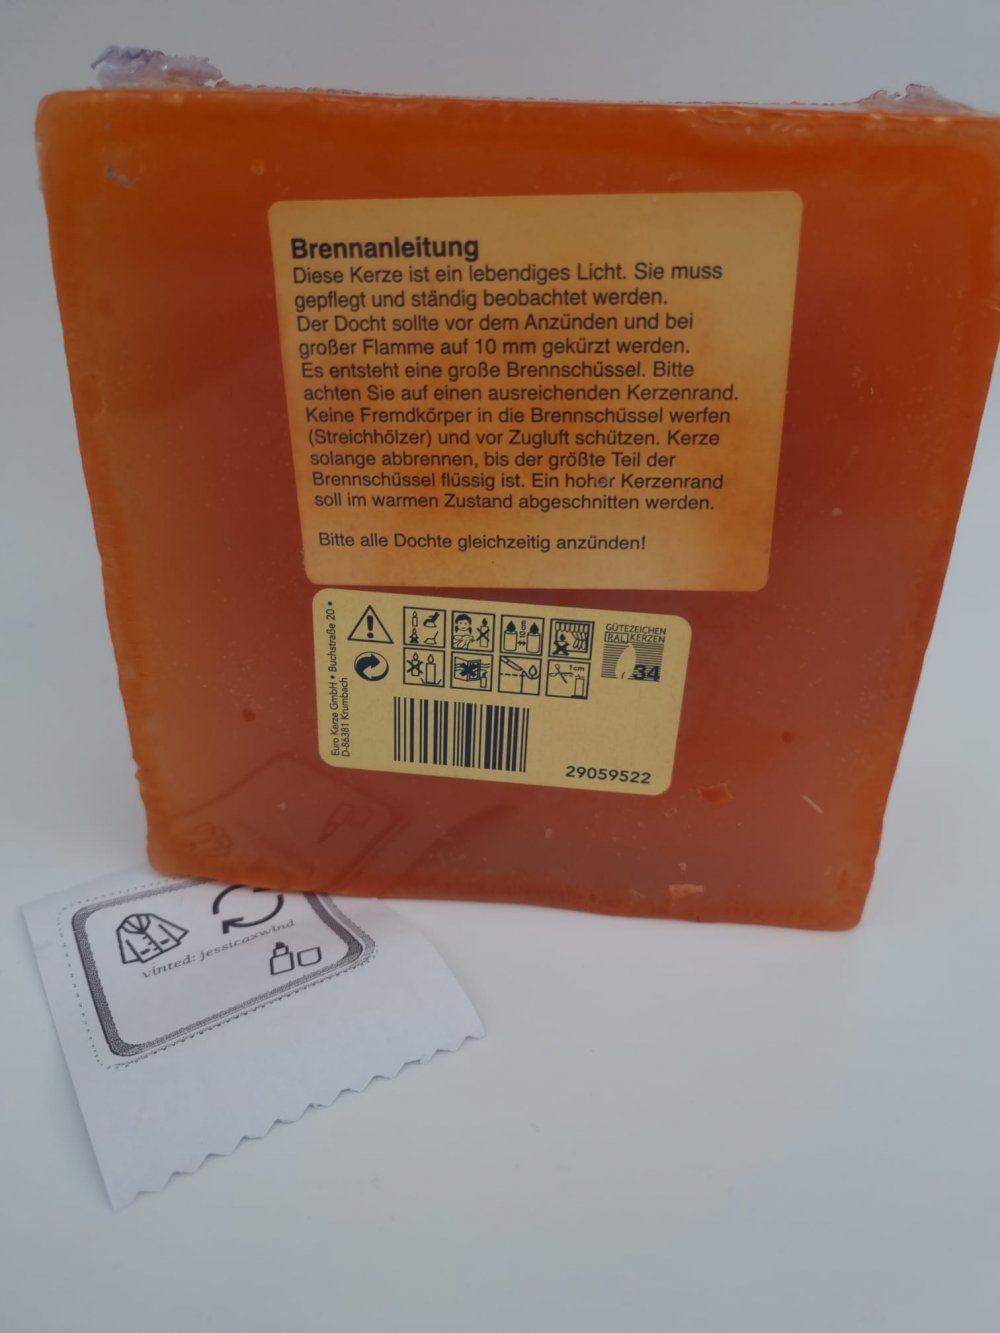 Brennanleitung
Diese Kerze ist ein lebendiges Licht. Sie muss
gepflegt und ständig beobachtet werden.
Der Docht sollte vor dem Anzünden und bei
großer Flamme auf 10 mm gekürzt werden.
Es entsteht eine große Brennschüssel. Bitte
achten Sie auf einen ausreichenden Kerzenrand.
Keine Fremdkörper in die Brennschüssel werfen
(Streichhölzer) und vor Zugluft schützen. Kerze
solange abbrennen, bis der größte Teil der
Brennschüssel flüssig ist. Ein hoher Kerzenrand
soll im warmen Zustand abgeschnitten werden.
Bitte alle Dochte gleichzeitig anzünden!
Euro Kerze GmbH • Buchstraße 20 •
D-86381 Krumbach
GÜTEZEICHEN
RAL KERZEN
34
1cm
29059522
vinted: jessicaxwind